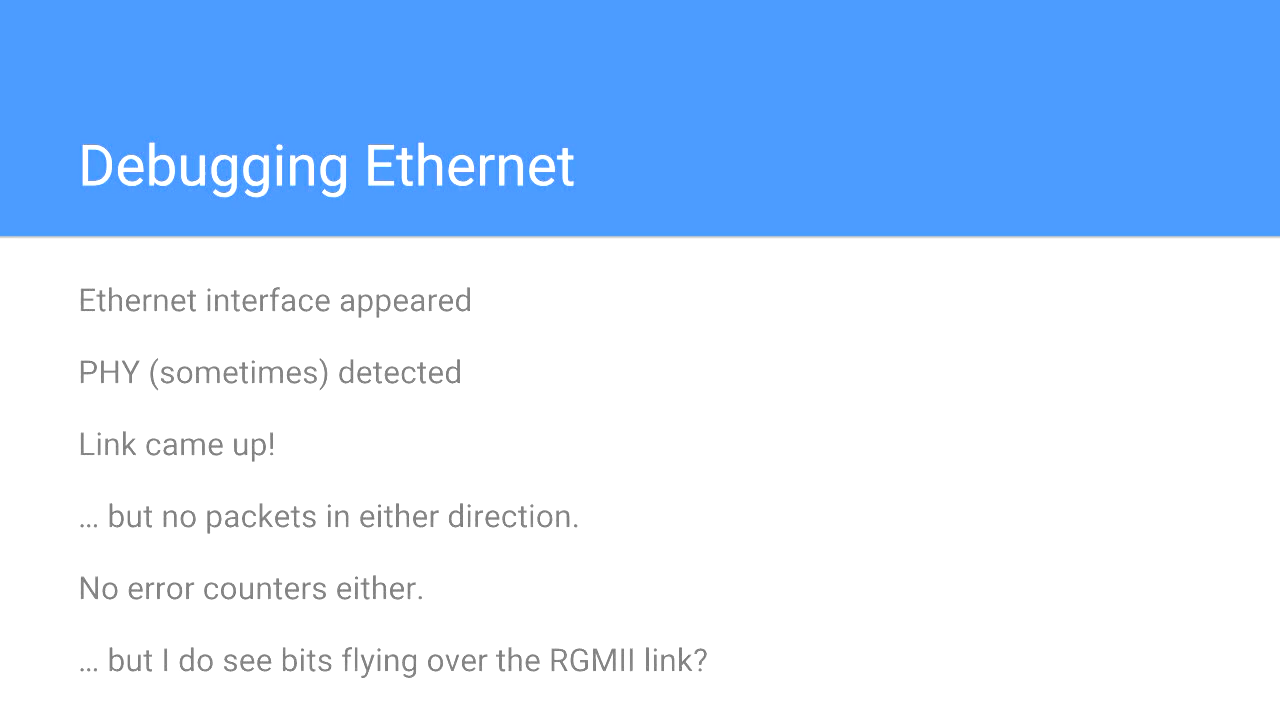 Debugging Ethernet
Ethernet interface appeared
PHY (sometimes) detected
Link came up!
… but no packets in either direction.
No error counters either.
… but I do see bits flying over the RGMII link?